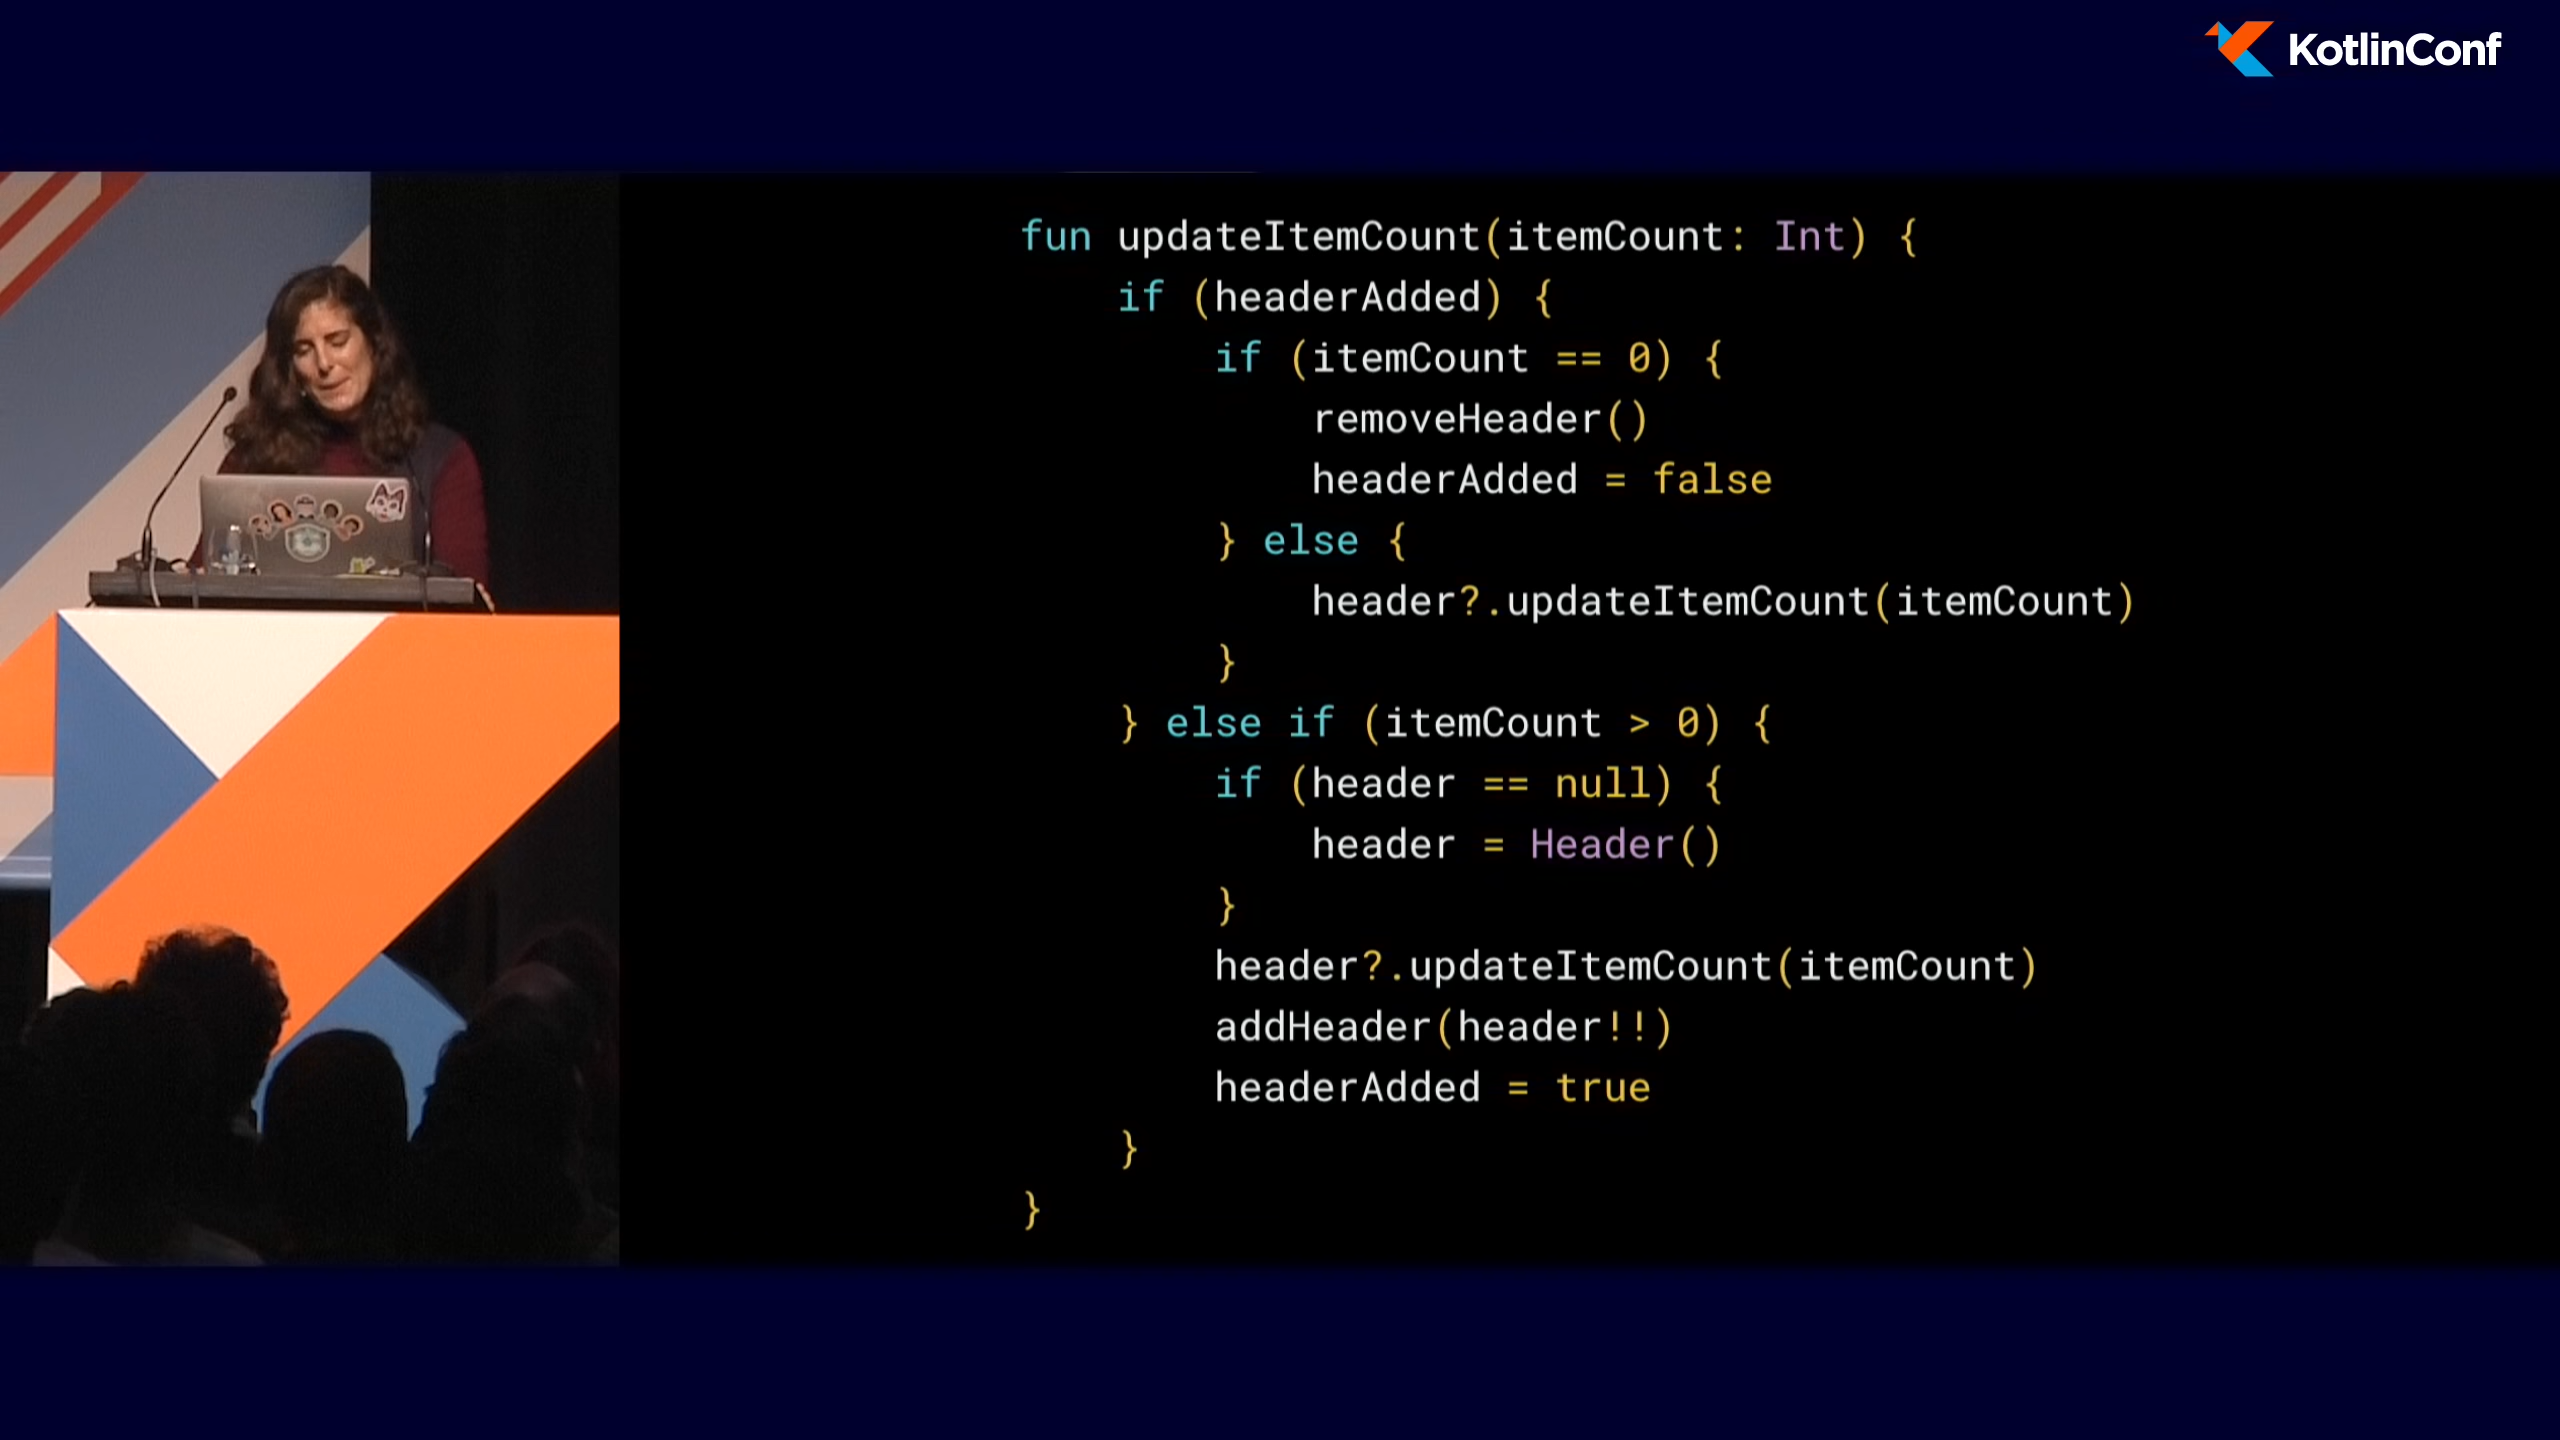 KotlinConf
fun updateItemCount(itemCount: Int) {
    if (headerAdded) {
        if (itemCount == 0) {
            removeHeader()
            headerAdded = false
        } else {
            header?.updateItemCount(itemCount)
        }
    } else if (itemCount > 0) {
        if (header == null) {
            header = Header()
        }
        header?.updateItemCount(itemCount)
        addHeader(header!!)
        headerAdded = true
    }
}